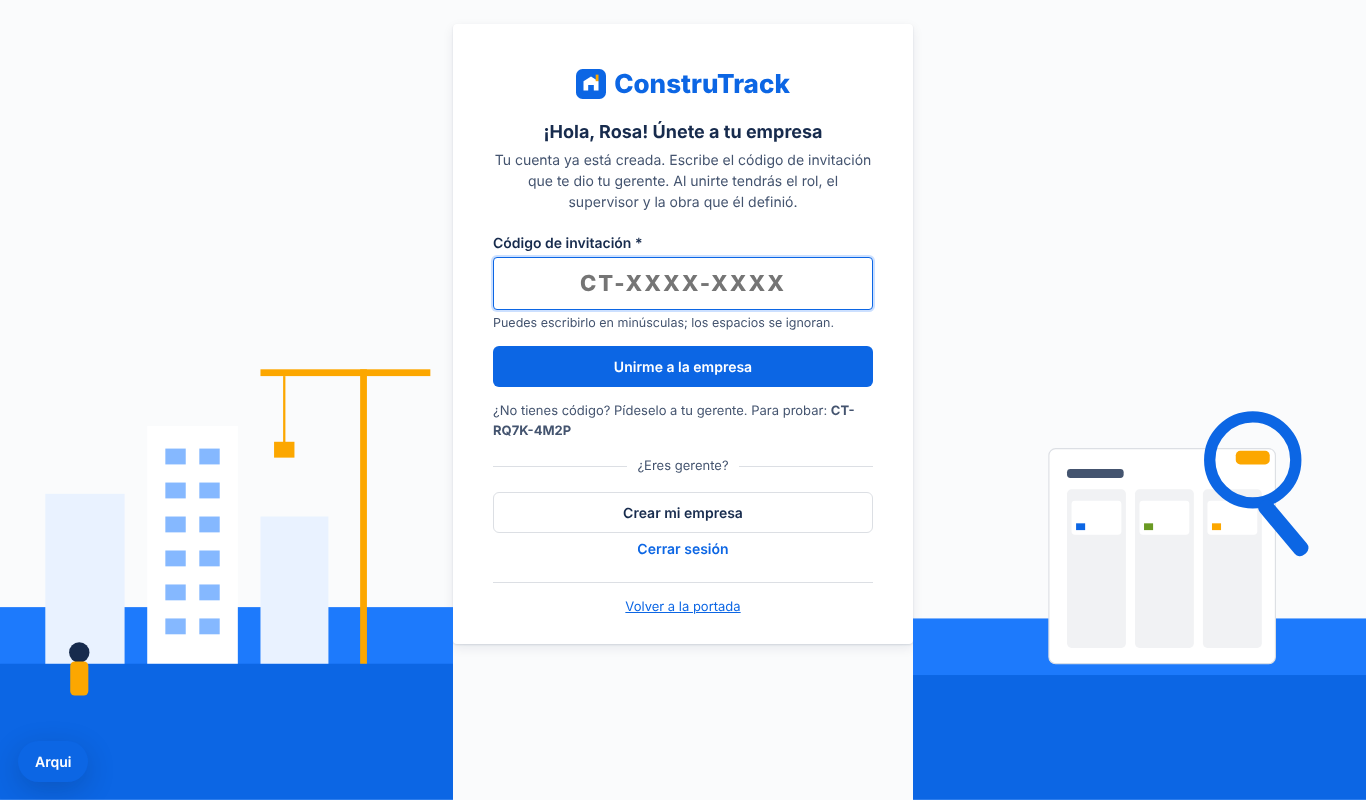 ConstruTrack
¡Hola, Rosa! Únete a tu empresa
Tu cuenta ya está creada. Escribe el código de invitación
que te dio tu gerente. Al unirte tendrás el rol, el
supervisor y la obra que él definió.
Código de invitación *
CT-XXXX-XXXX
Puedes escribirlo en minúsculas; los espacios se ignoran.
Unirme a la empresa
¿No tienes código? Pídeselo a tu gerente. Para probar: CT-
RQ7K-4M2P
¿Eres gerente?
Crear mi empresa
Cerrar sesión
Volver a la portada
Arqui